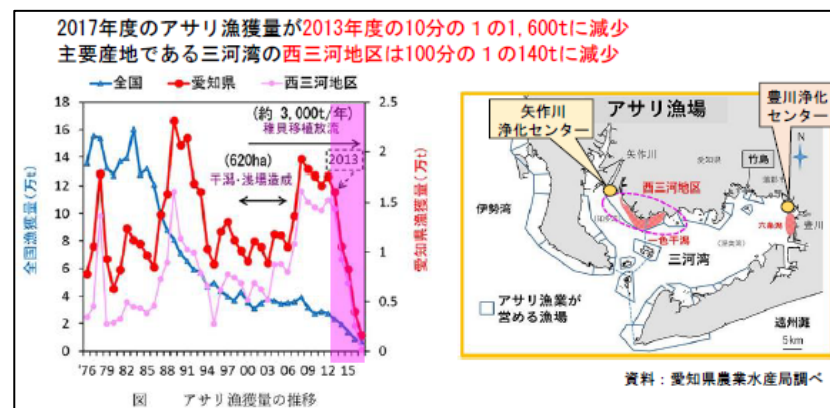 2017年度のアサリ漁獲量が2013年度の10分の1の1,600tに減少
主要産地である三河湾の西三河地区は100分の1の140tに減少
全国 愛知県 西三河地区
全国漁獲量(万t)
18
16
14
12
10
8
6
4
2
0
(約 3,000t/年)
稚貝移植放流
(620ha)
干潟・浅場造成
2013
2.5
2
1.5
1
0.5
0
愛知県漁獲量(万t)
'76 79 82 85 88 91 94 97 00 03 06 09 12 15
図 アサリ漁獲量の推移
アサリ漁場
矢作川
浄化センター
豊川浄化
センター
矢作川
愛知県
竹島
西三河地区
伊勢湾
一色干潟
六条潟
豊川
三河湾
アサリ漁業が
営める漁場
遠州灘
5km
資料：愛知県農業水産局調べ